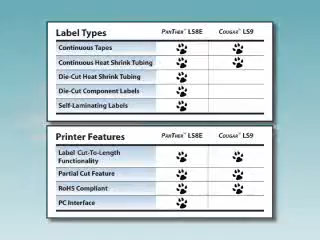 Label Types PANTHER™ LS8E COUGAR™ LS9
Continuous Tapes
Continuous Heat Shrink Tubing
Die-Cut Heat Shrink Tubing
Die-Cut Component Labels
Self-Laminating Labels
Printer Features PANTHER™ LS8E COUGAR™ LS9
Label Cut-To-Length
Functionality
Partial Cut Feature
RoHS Compliant
PC Interface